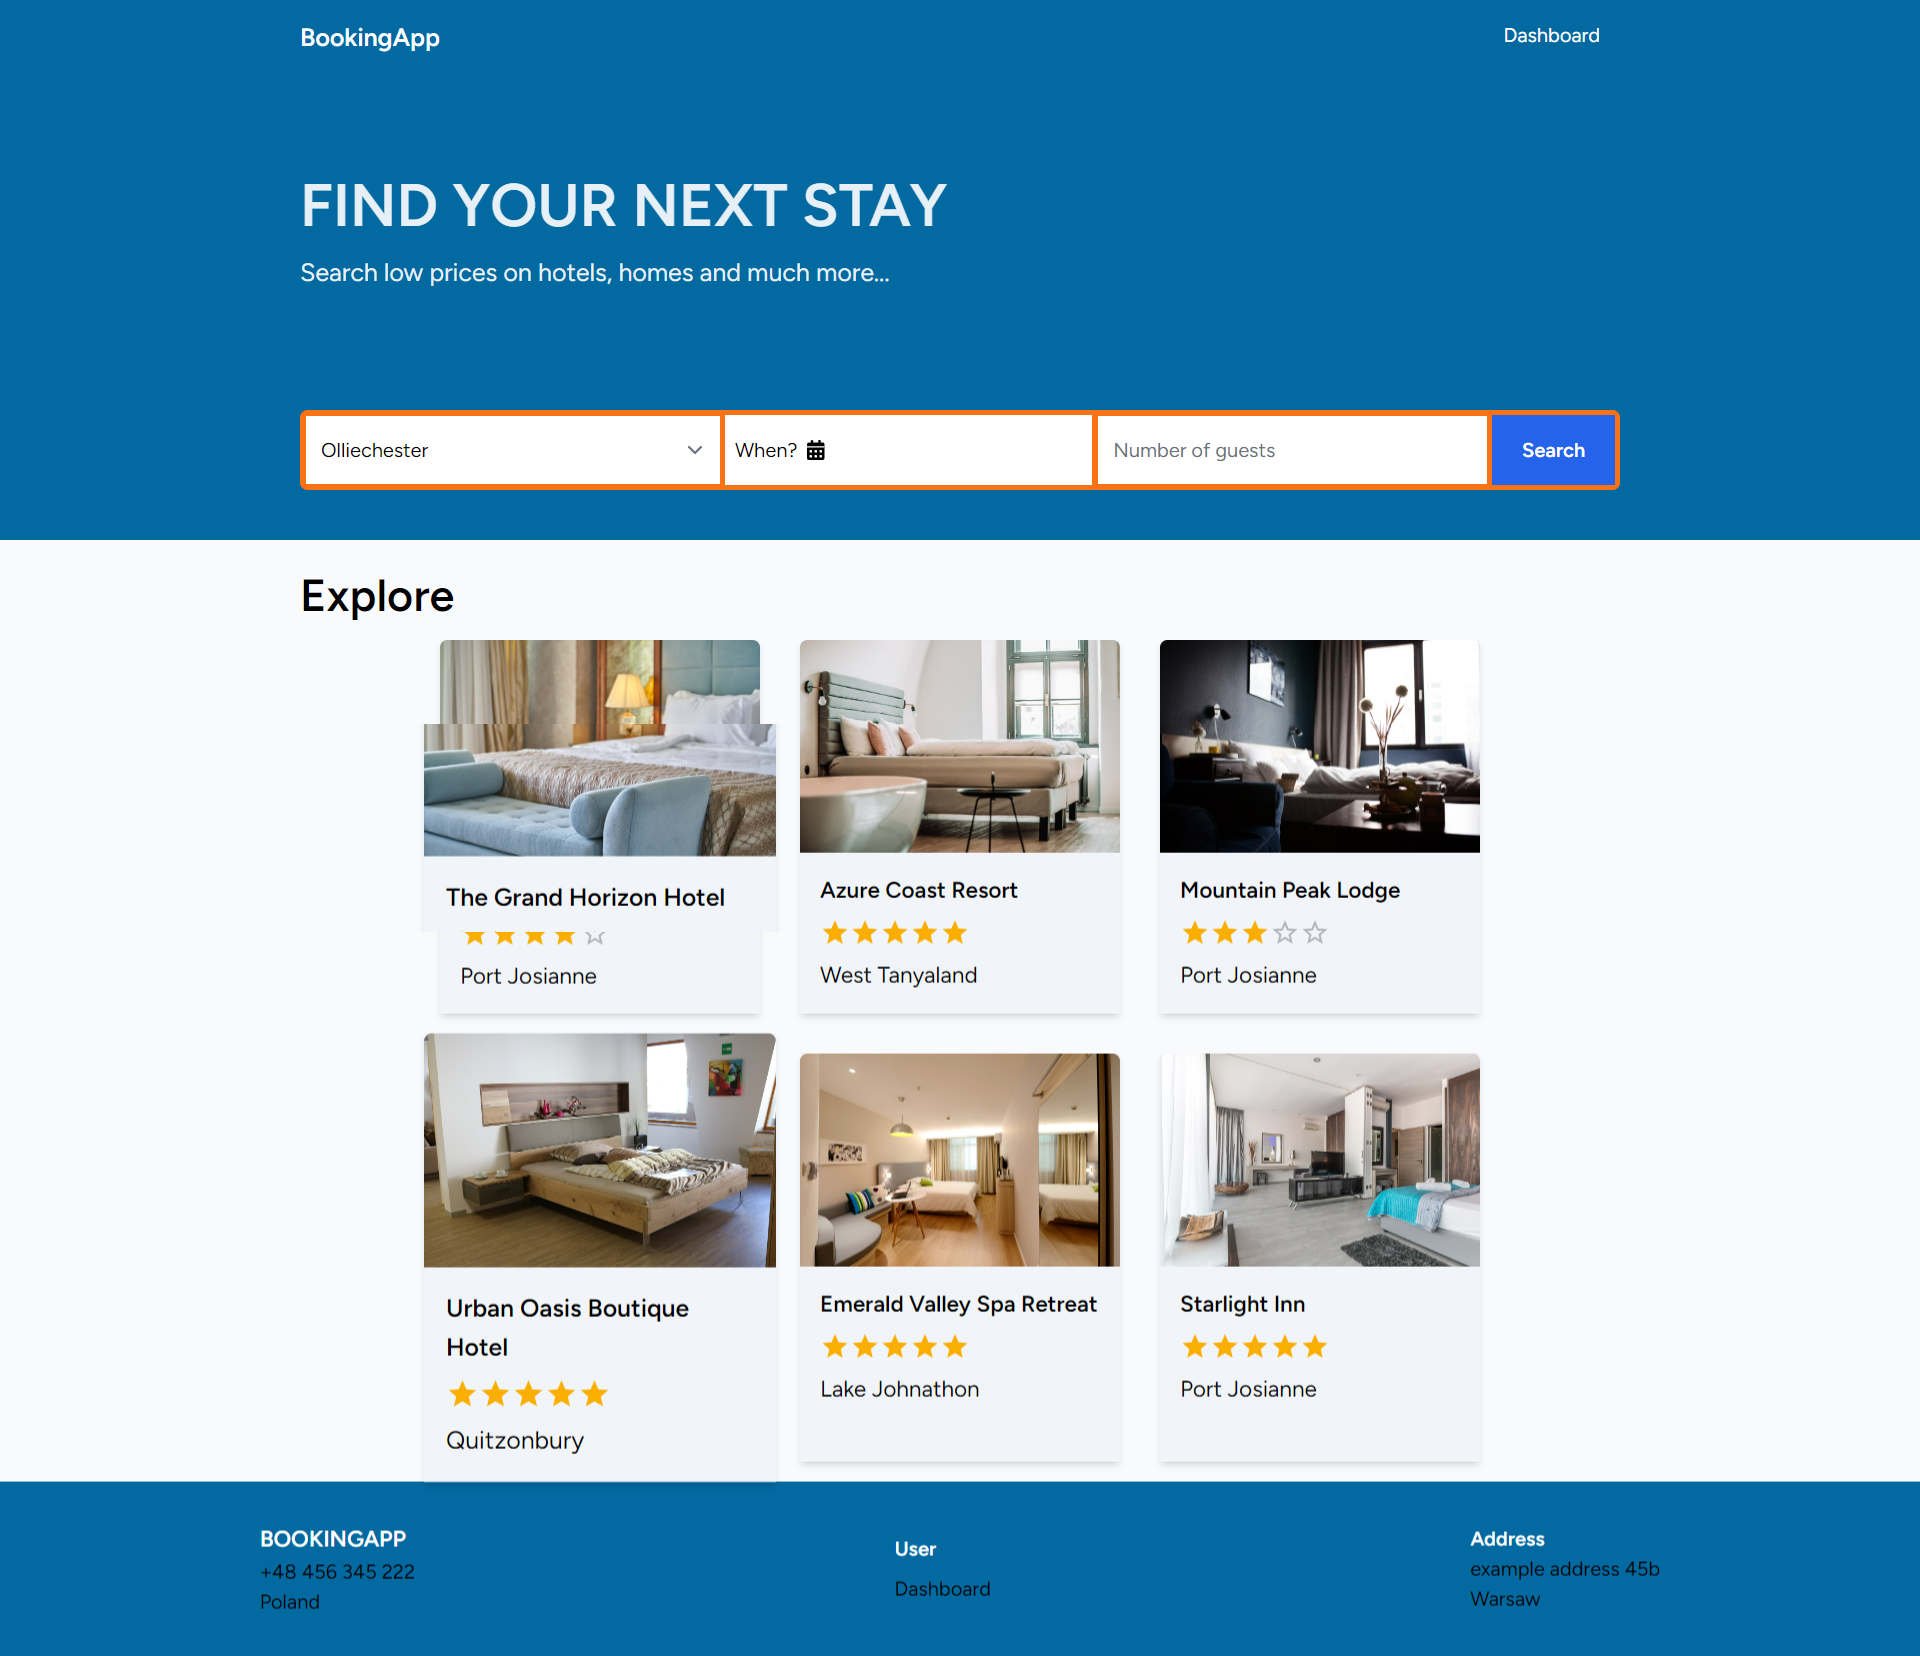 BookingApp
Dashboard
FIND YOUR NEXT STAY
Search low prices on hotels, homes and much more...
Olliechester
When?
Number of guests
Search
Explore
The Grand Horizon Hotel
Port Josianne
Azure Coast Resort
West Tanyaland
Mountain Peak Lodge
Port Josianne
Urban Oasis Boutique
Hotel
Quitzonbury
Emerald Valley Spa Retreat
Lake Johnathon
Starlight Inn
Port Josianne
BOOKINGAPP
+48 456 345 222
Poland
User
Dashboard
Address
example address 45b
Warsaw